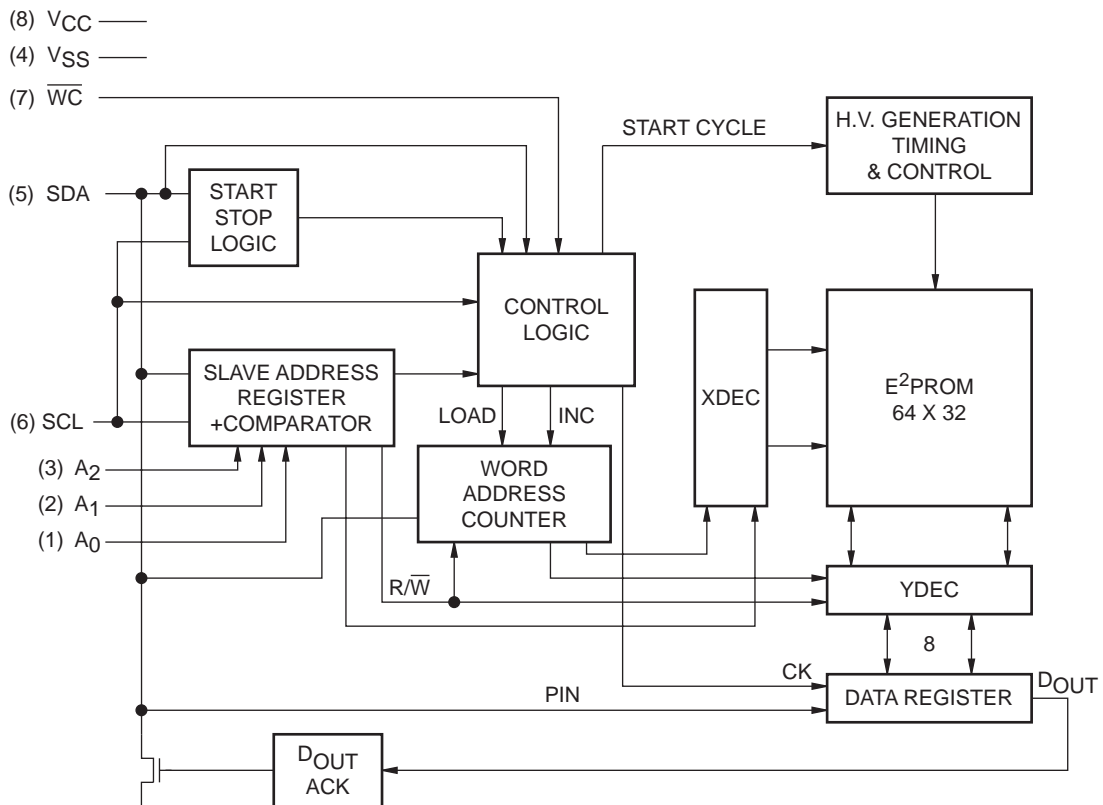 (8) VCC
(4) VSS
(7) W̅C̅
START CYCLE
H.V. GENERATION
TIMING
& CONTROL
(5) SDA
START
STOP
LOGIC
CONTROL
LOGIC
XDEC
E²PROM
64 X 32
SLAVE ADDRESS
REGISTER
+COMPARATOR
(6) SCL
LOAD
INC
(3) A2
(2) A1
(1) A0
WORD
ADDRESS
COUNTER
R/W̅
YDEC
8
CK
PIN
DATA REGISTER
DOUT
DOUT
ACK